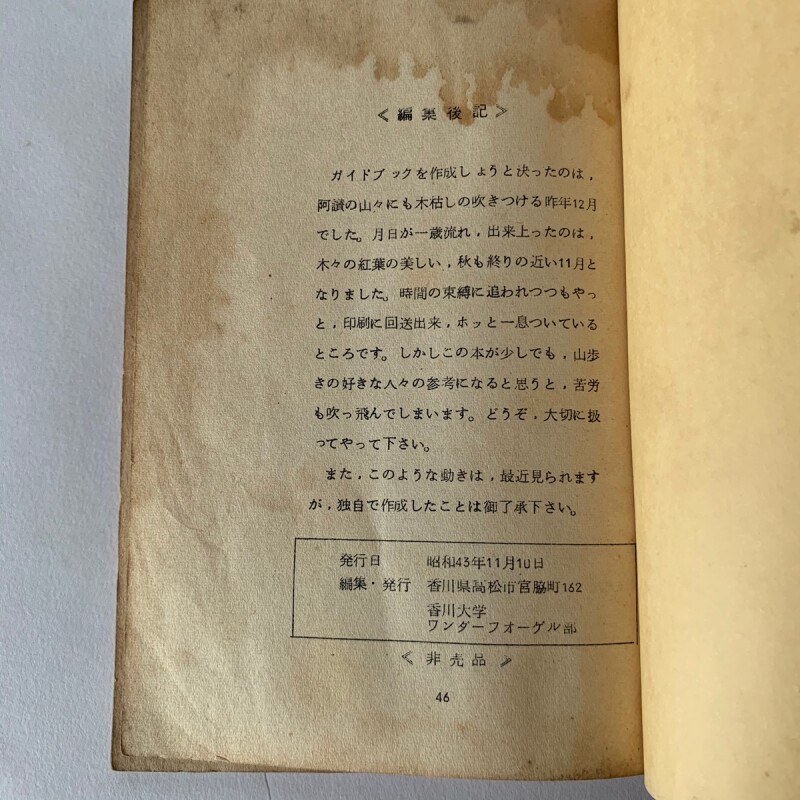 ≪編集後記≫
ガイドブックを作成しょうと決ったのは，
阿讃の山々にも木枯しの吹きつける昨年12月
でした。月日が一歳流れ，出来上ったのは，
木々の紅葉の美しい，秋も終りの近い11月と
なりました。時間の束縛に追われつつもやっ
と，印刷に回送出来，ホッと一息ついている
ところです。しかしこの本が少しでも，山歩
きの好きな人々の参考になると思うと，苦労
も吹っ飛んでしまいます。どうぞ，大切に扱
ってやって下さい。
また，このような動きは，最近見られます
が，独自で作成したことは御了承下さい。
発行日 昭和43年11月10日
編集・発行 香川県高松市宮脇町162
香川大学
ワンダーフォーゲル部
≪非売品≫
46